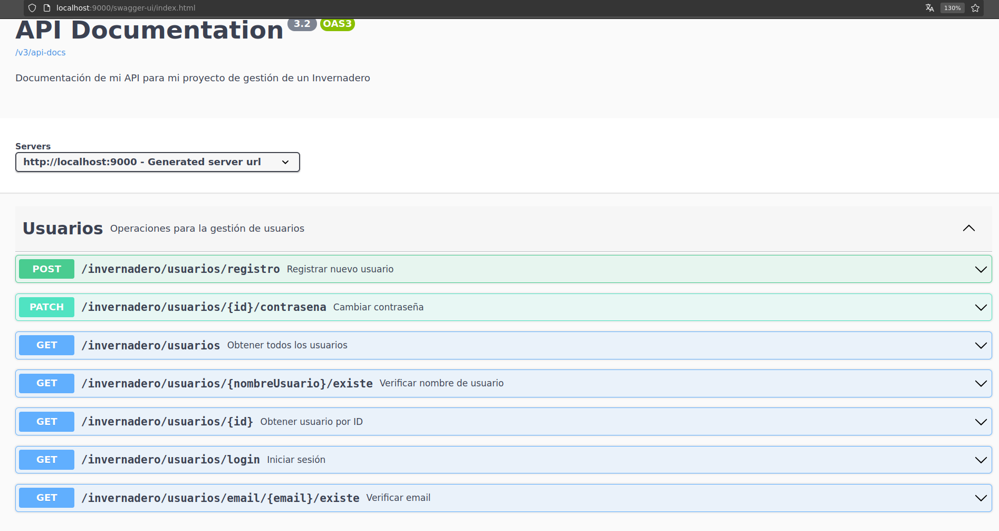 localhost:9000/swagger-ui/index.html 130%
API Documentation 3.2 OAS3
/v3/api-docs
Documentación de mi API para mi proyecto de gestión de un Invernadero
Servers
http://localhost:9000 - Generated server url
Usuarios Operaciones para la gestión de usuarios
POST /invernadero/usuarios/registro Registrar nuevo usuario
PATCH /invernadero/usuarios/{id}/contrasena Cambiar contraseña
GET /invernadero/usuarios Obtener todos los usuarios
GET /invernadero/usuarios/{nombreUsuario}/existe Verificar nombre de usuario
GET /invernadero/usuarios/{id} Obtener usuario por ID
GET /invernadero/usuarios/login Iniciar sesión
GET /invernadero/usuarios/email/{email}/existe Verificar email